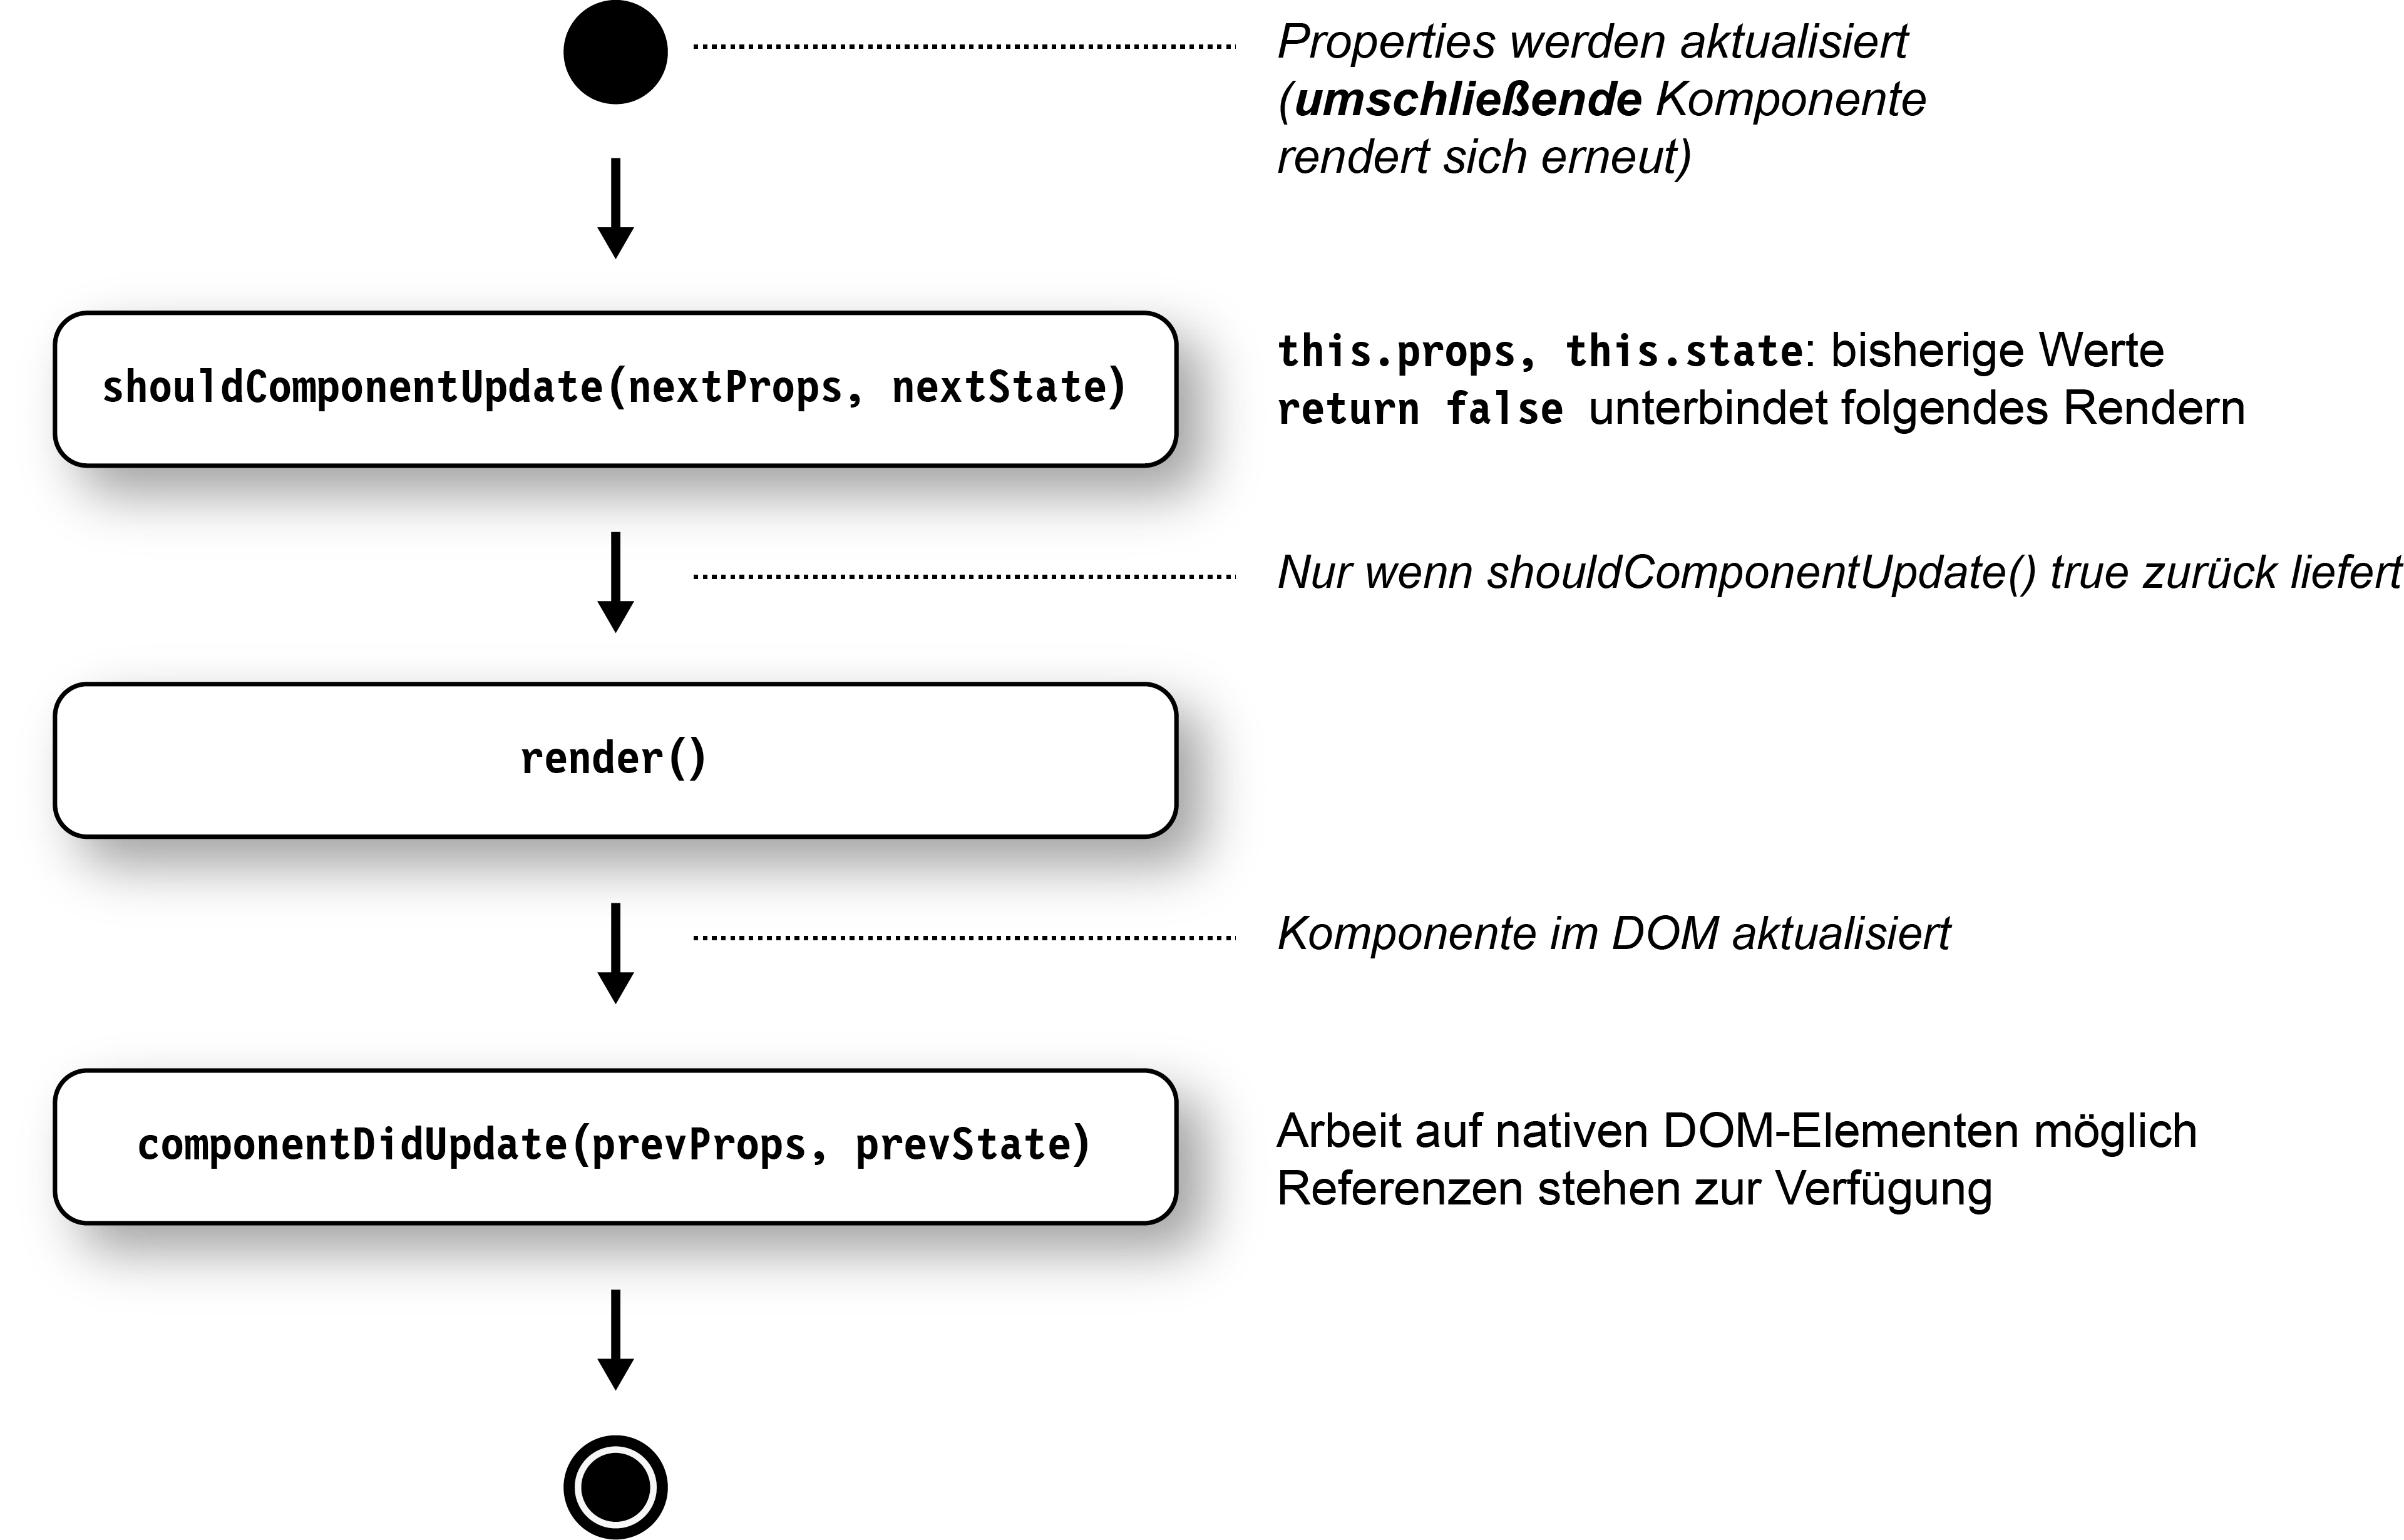 Properties werden aktualisiert
(umschließende Komponente
rendert sich erneut)
shouldComponentUpdate(nextProps, nextState)
this.props, this.state: bisherige Werte
return false unterbindet folgendes Rendern
Nur wenn shouldComponentUpdate() true zurück liefert
render()
Komponente im DOM aktualisiert
componentDidUpdate(prevProps, prevState)
Arbeit auf nativen DOM-Elementen möglich
Referenzen stehen zur Verfügung